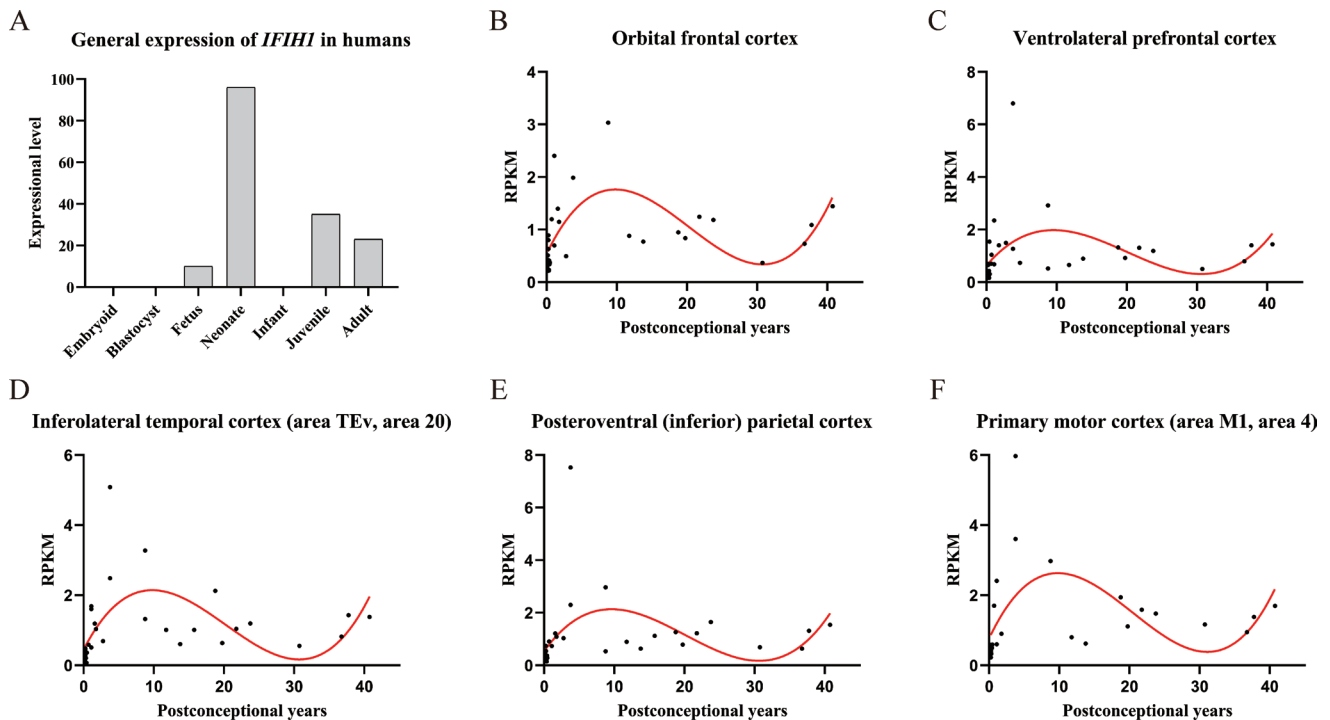 A
General expression of IFIH1 in humans
Expressional level
100
80
60
40
20
0
Embryoid
Blastocyst
Fetus
Neonate
Infant
Juvenile
Adult
B
Orbital frontal cortex
RPKM
4
3
2
1
0
0 10 20 30 40
Postconceptional years
C
Ventrolateral prefrontal cortex
RPKM
8
6
4
2
0
0 10 20 30 40
Postconceptional years
D
Inferolateral temporal cortex (area TEv, area 20)
RPKM
6
4
2
0
0 10 20 30 40
Postconceptional years
E
Posteroventral (inferior) parietal cortex
RPKM
8
6
4
2
0
0 10 20 30 40
Postconceptional years
F
Primary motor cortex (area M1, area 4)
RPKM
6
4
2
0
0 10 20 30 40
Postconceptional years